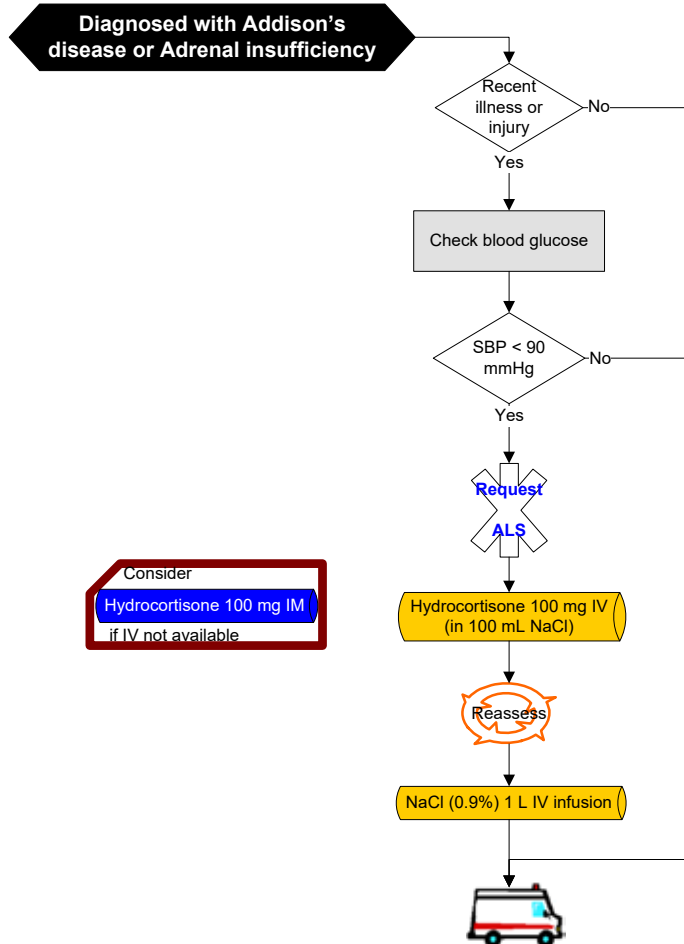 Diagnosed with Addison's
disease or Adrenal insufficiency
Recent
illness or
injury
No
Yes
Check blood glucose
SBP < 90
mmHg
No
Yes
Request
ALS
Consider
Hydrocortisone 100 mg IM
if IV not available
Hydrocortisone 100 mg IV
(in 100 mL NaCl)
Reassess
NaCl (0.9%) 1 L IV infusion